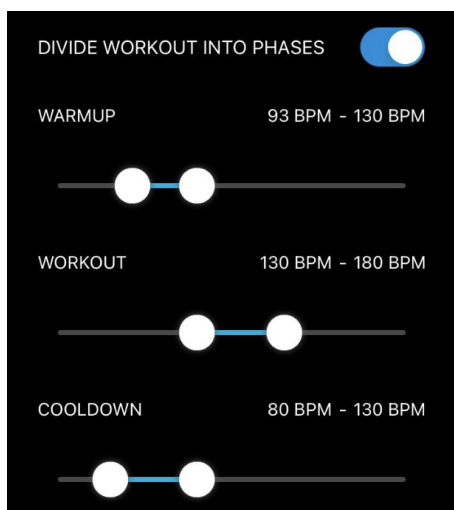 DIVIDE WORKOUT INTO PHASES
WARMUP 93 BPM - 130 BPM
WORKOUT 130 BPM - 180 BPM
COOLDOWN 80 BPM - 130 BPM